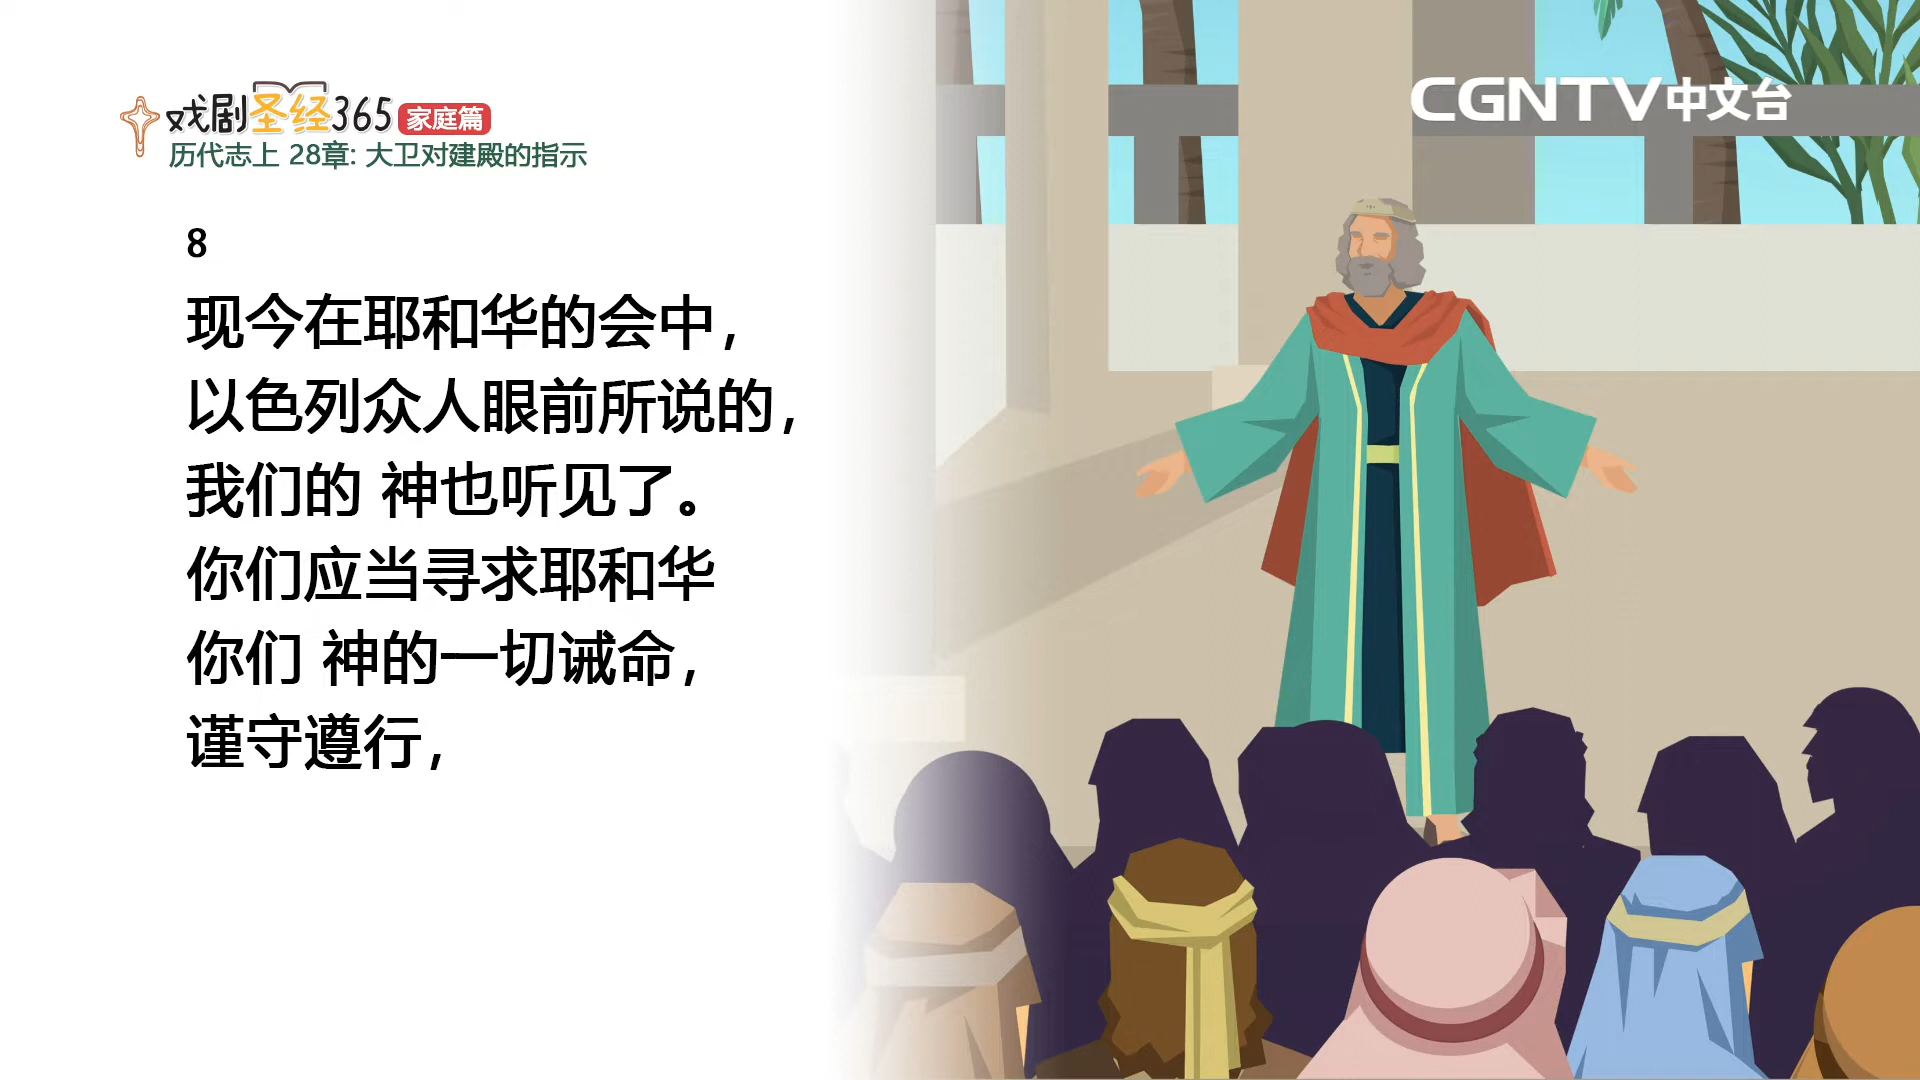 CGNTV中文台
戏剧圣经365 家庭篇
历代志上 28章: 大卫对建殿的指示
8
现今在耶和华的会中，
以色列众人眼前所说的，
我们的 神也听见了。
你们应当寻求耶和华
你们 神的一切诫命，
谨守遵行，